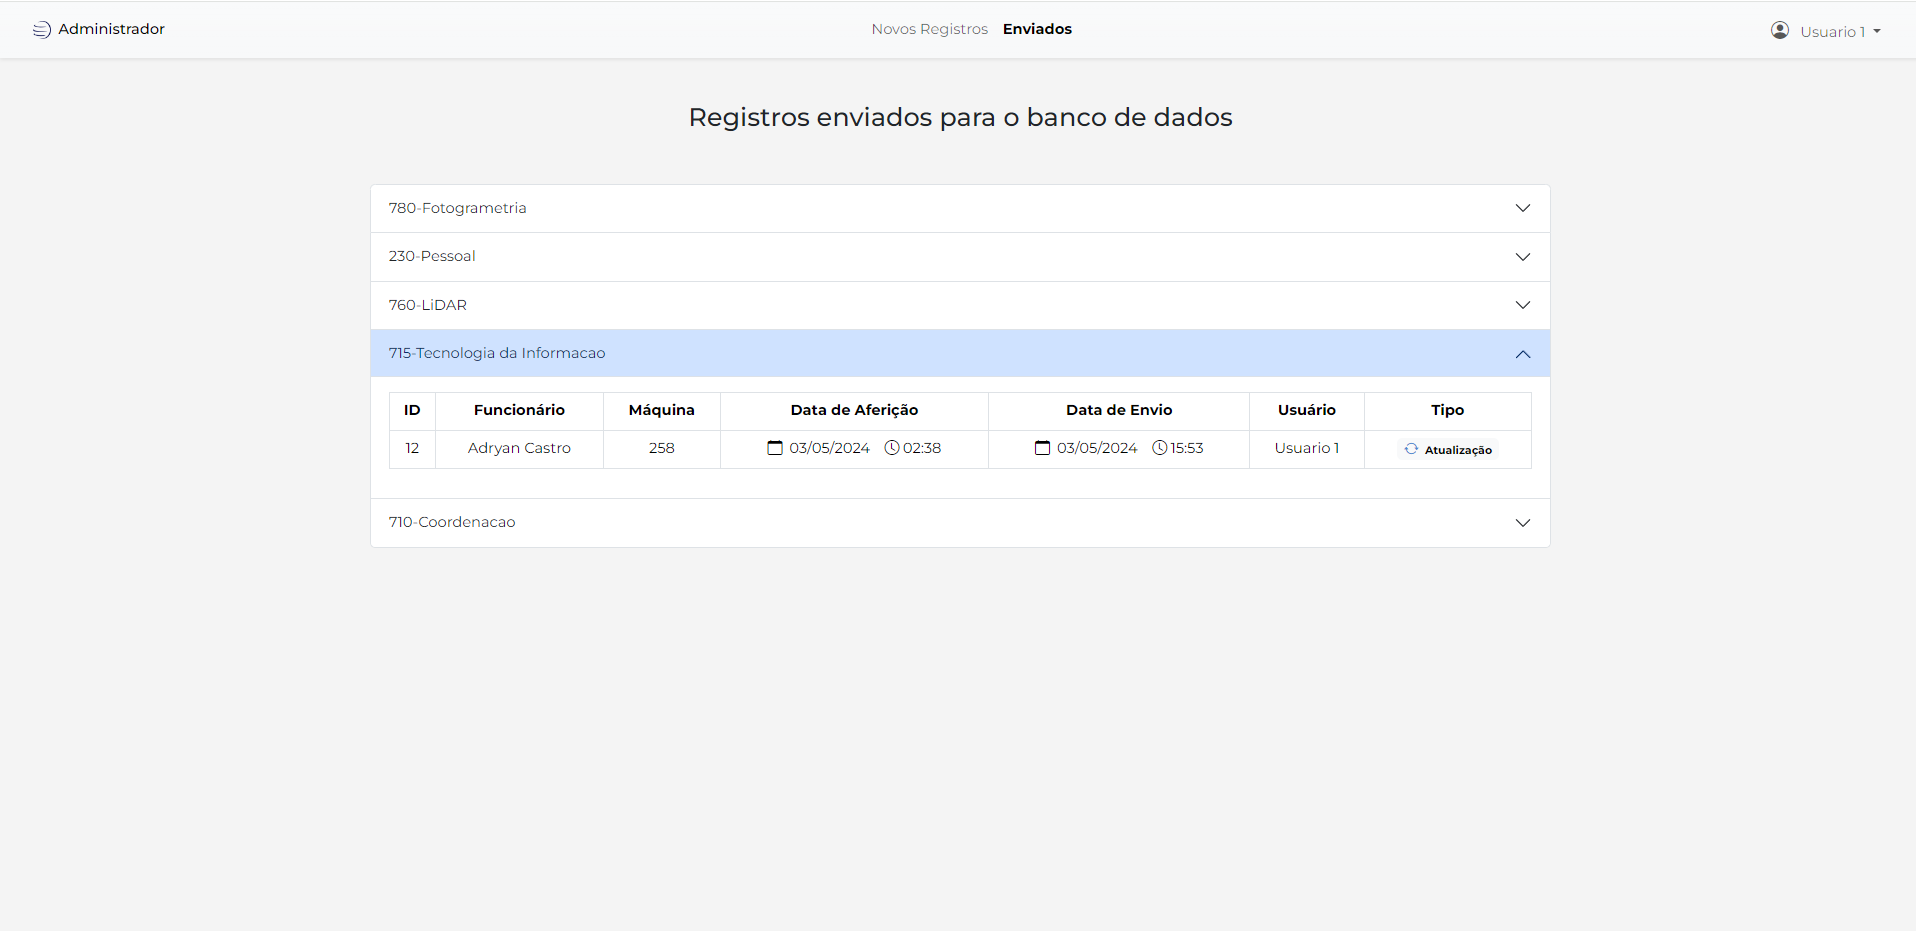 Administrador Novos Registros Enviados Usuario 1
Registros enviados para o banco de dados
780-Fotogrametria
230-Pessoal
760-LiDAR
715-Tecnologia da Informacao
ID Funcionário Máquina Data de Aferição Data de Envio Usuário Tipo
12 Adryan Castro 258 03/05/2024 02:38 03/05/2024 15:53 Usuario 1 Atualização
710-Coordenacao